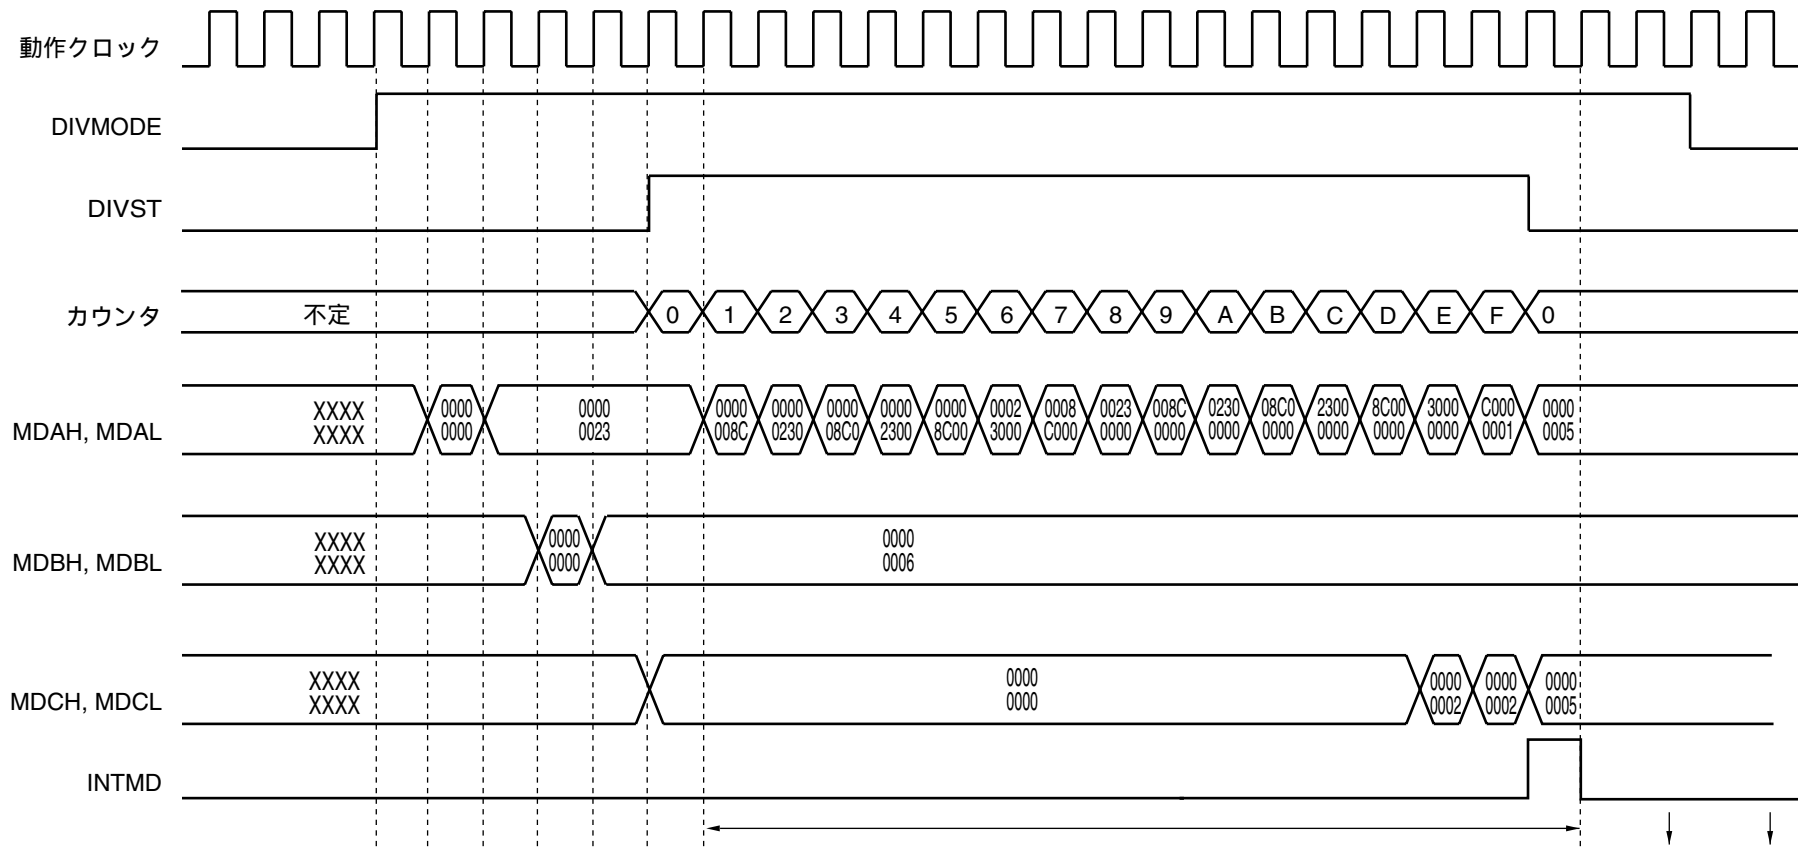 動作クロック
DIVMODE
DIVST
カウンタ 不定 0 1 2 3 4 5 6 7 8 9 A B C D E F 0
MDAH, MDAL
XXXX 0000 0000 0000 0000 0000 0000 0000 0002 0008 0023 008C 0230 08C0 2300 8C00 3000 C000 0000
XXXX 0000 0023 008C 0230 08C0 2300 8C00 3000 C000 0000 0000 0000 0000 0000 0000 0000 0001 0005
MDBH, MDBL
XXXX 0000 0000
XXXX 0000 0006
MDCH, MDCL
XXXX 0000 0000 0000 0000
XXXX 0000 0002 0002 0005
INTMD